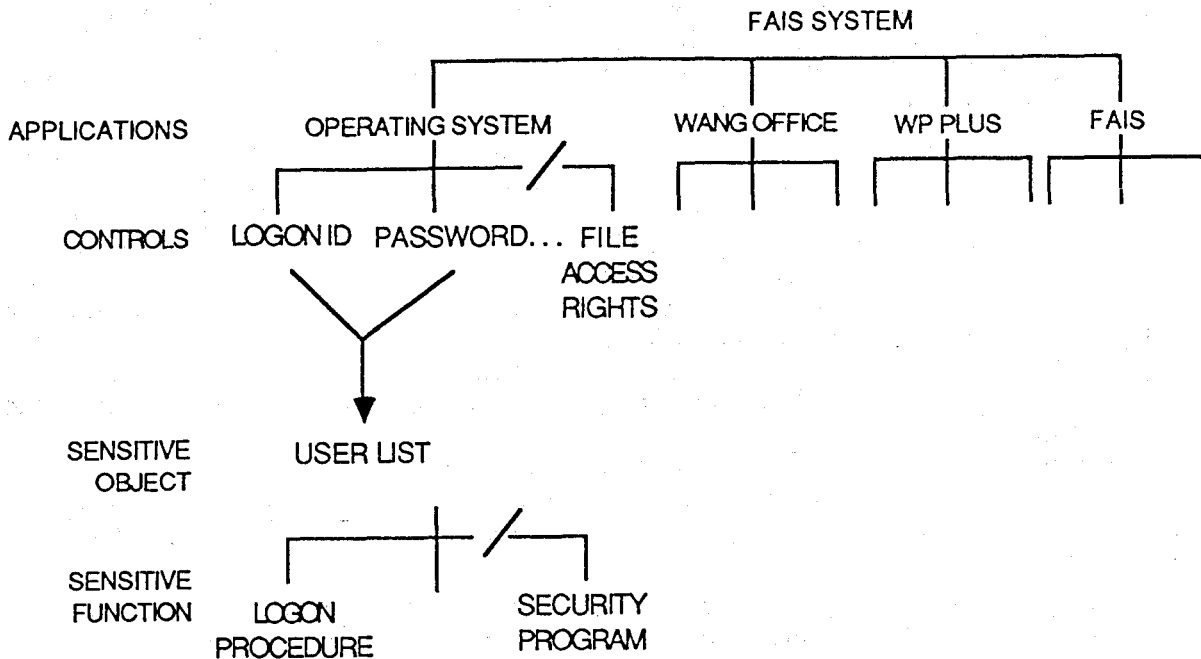 FAIS SYSTEM
APPLICATIONS OPERATING SYSTEM WANG OFFICE WP PLUS FAIS
CONTROLS LOGON ID PASSWORD... FILE
ACCESS
RIGHTS
SENSITIVE USER LIST
OBJECT
SENSITIVE
FUNCTION LOGON SECURITY
PROCEDURE PROGRAM